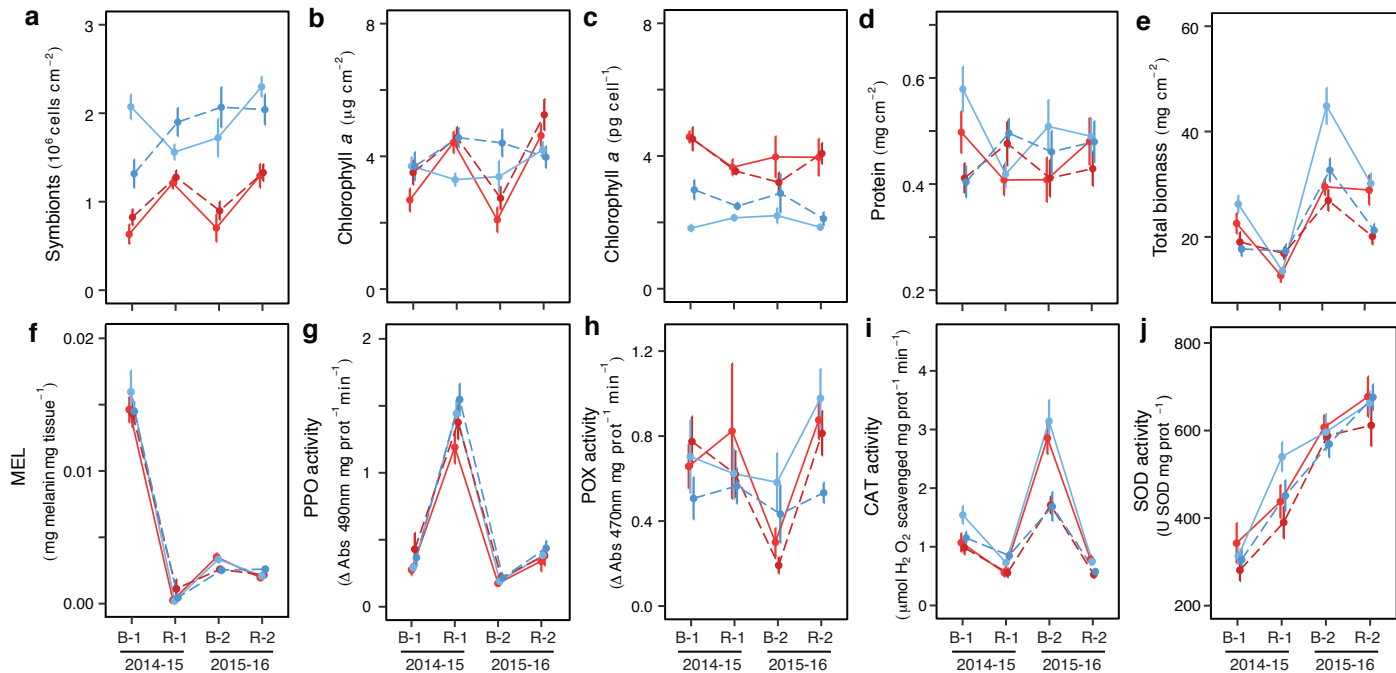 a
Symbionts (10⁶ cells cm⁻²)
3
2
1
0
b
Chlorophyll a (µg cm⁻²)
8
4
0
c
Chlorophyll a (pg cell⁻¹)
8
4
0
d
Protein (mg cm⁻²)
0.6
0.4
0.2
e
Total biomass (mg cm⁻²)
60
40
20
f
MEL
(mg melanin mg tissue⁻¹)
0.02
0.01
0.00
B-1 R-1 B-2 R-2
2014-15 2015-16
g
PPO activity
(Δ Abs 490nm mg prot⁻¹ min⁻¹)
2
1
0
B-1 R-1 B-2 R-2
2014-15 2015-16
h
POX activity
(Δ Abs 470nm mg prot⁻¹ min⁻¹)
1.2
0.8
0.4
0.0
B-1 R-1 B-2 R-2
2014-15 2015-16
i
CAT activity
(µmol H₂O₂ scavenged mg prot⁻¹ min⁻¹)
4
3
2
1
0
B-1 R-1 B-2 R-2
2014-15 2015-16
j
SOD activity
(U SOD mg prot⁻¹)
800
600
400
200
B-1 R-1 B-2 R-2
2014-15 2015-16